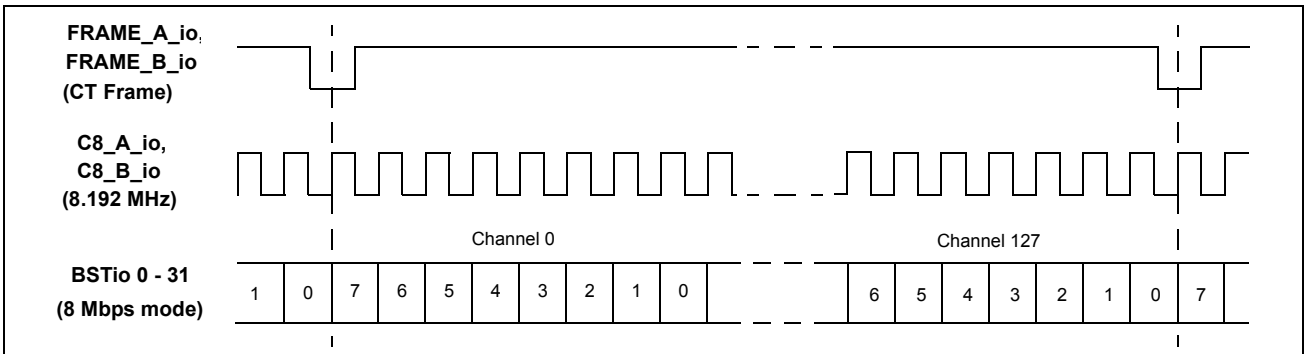 FRAME_A_io,
FRAME_B_io
(CT Frame)
C8_A_io,
C8_B_io
(8.192 MHz)
Channel 0
Channel 127
BSTio 0 - 31
(8 Mbps mode)
1 0 7 6 5 4 3 2 1 0 6 5 4 3 2 1 0 7